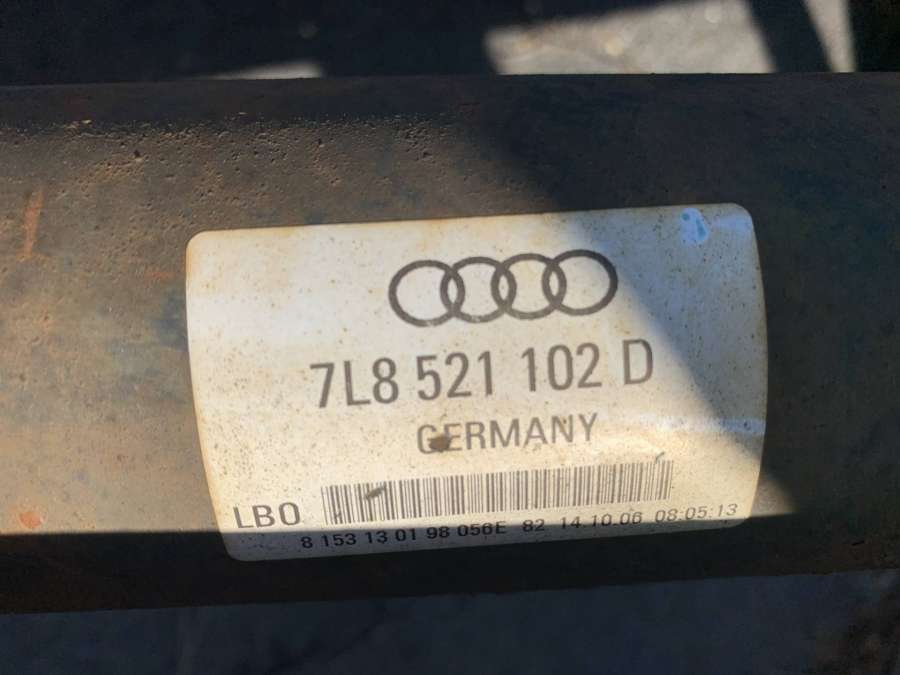 7L8 521 102 D
GERMANY
LBO
8 153 13 01 98 056E 82 14.10.06 08:05:13